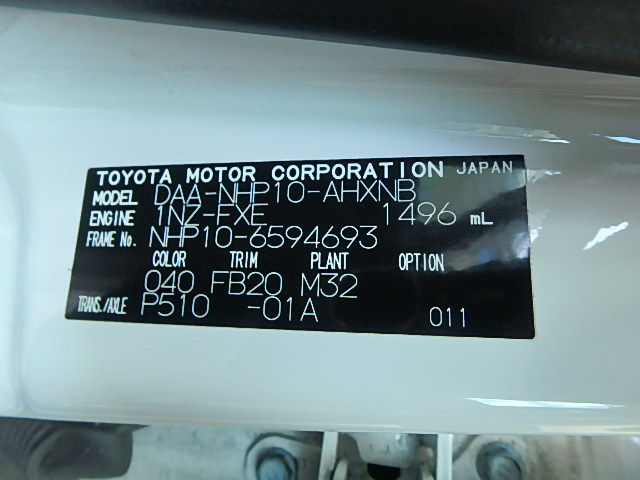 TOYOTA MOTOR CORPORATION JAPAN
MODEL DAA-NHP10-AHXNB
ENGINE 1NZ-FXE 1496 mL
FRAME No. NHP10-6594693
COLOR TRIM PLANT OPTION
040 FB20 M32
TRANS./AXLE P510 -01A 011